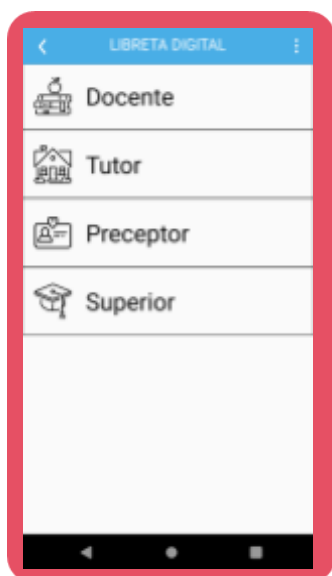 LIBRETA DIGITAL
Docente
Tutor
Preceptor
Superior